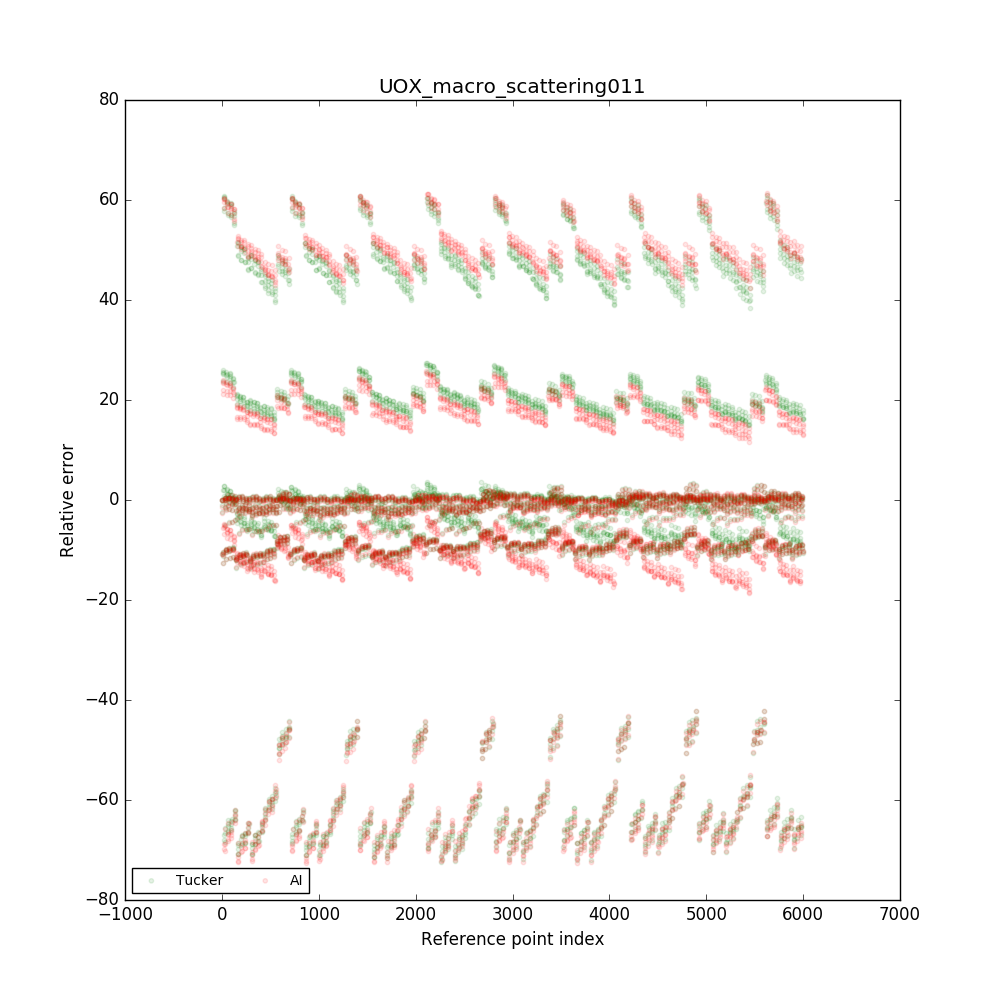 UOX_macro_scattering011
80
60
40
20
0
−20
−40
−60
−80
Relative error
Tucker
AI
−1000 0 1000 2000 3000 4000 5000 6000 7000
Reference point index